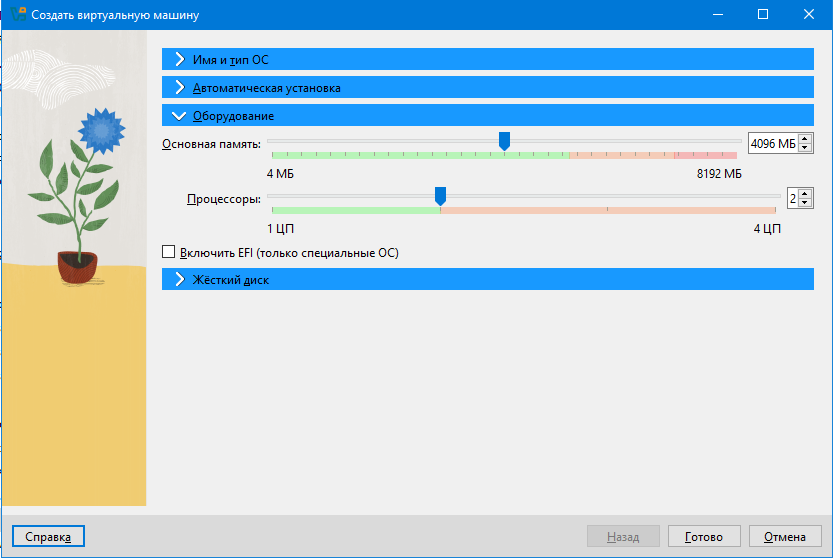 Создать виртуальную машину
Имя и тип ОС
Автоматическая установка
Оборудование
Основная память:
4096 МБ
4 МБ
8192 МБ
Процессоры:
2
1 ЦП
4 ЦП
Включить EFI (только специальные ОС)
Жёсткий диск
Справка
Назад
Готово
Отмена